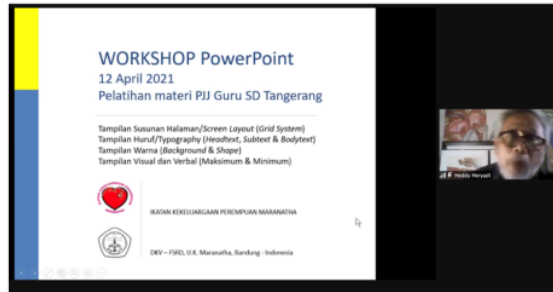 WORKSHOP PowerPoint
12 April 2021
Pelatihan materi PJJ Guru SD Tangerang
Tampilan Susunan Halaman/Screen Layout (Grid System)
Tampilan Huruf/Typography (Headtext, Subtext & Bodytext)
Tampilan Warna (Background & Shape)
Tampilan Visual dan Verbal (Maksimum & Minimum)
IKATAN KEKELUARGAAN PEREMPUAN MARANATHA
DKV – FSRD, U.K. Maranatha, Bandung - Indonesia
Heddy Heryadi